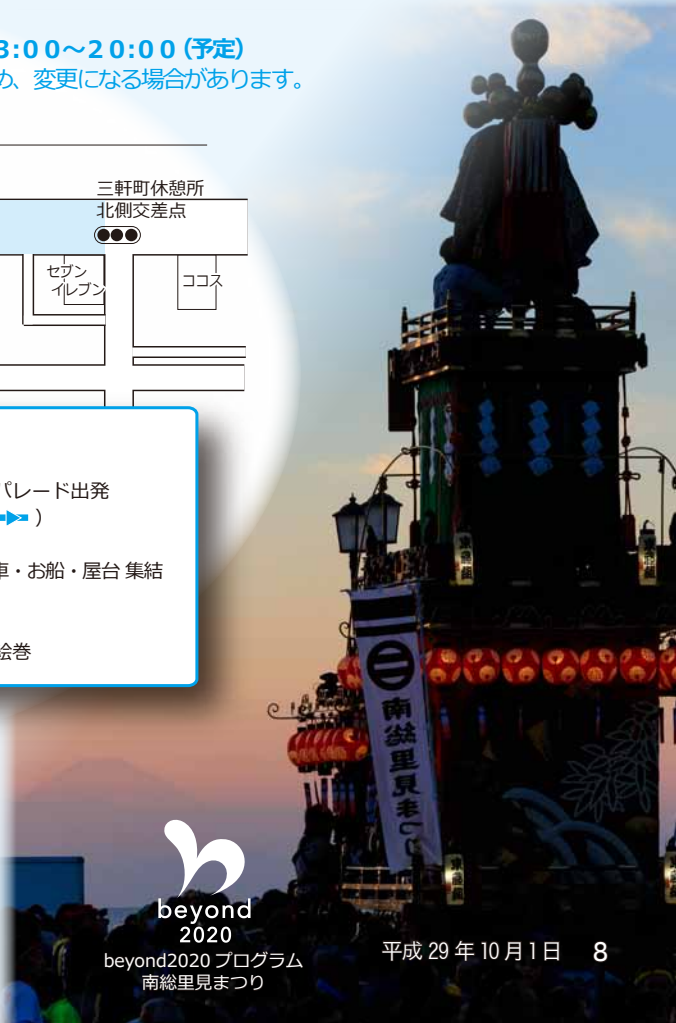 3:00〜20:00(予定)
め、変更になる場合があります。
三軒町休憩所
北側交差点
セブン
イレブン
ココス
パレード出発
)
車・お船・屋台 集結
絵巻
南総里見まつり
beyond
2020
beyond2020 プログラム
南総里見まつり
平成 29 年 10 月 1 日 8